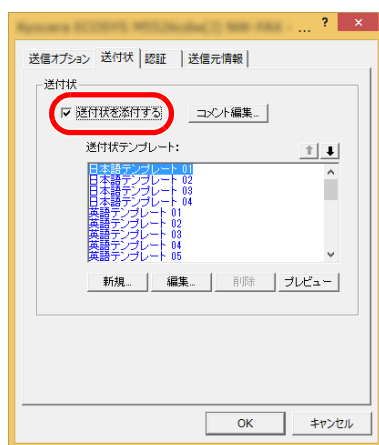 ... ?
送信オプション 送付状 認証 送信元情報
送付状
送付状を添付する コメント編集...
送付状テンプレート:
日本語テンプレート 01
日本語テンプレート 02
日本語テンプレート 03
日本語テンプレート 04
英語テンプレート 01
英語テンプレート 02
英語テンプレート 03
英語テンプレート 04
英語テンプレート 05
新規... 編集... 削除 プレビュー
OK キャンセル